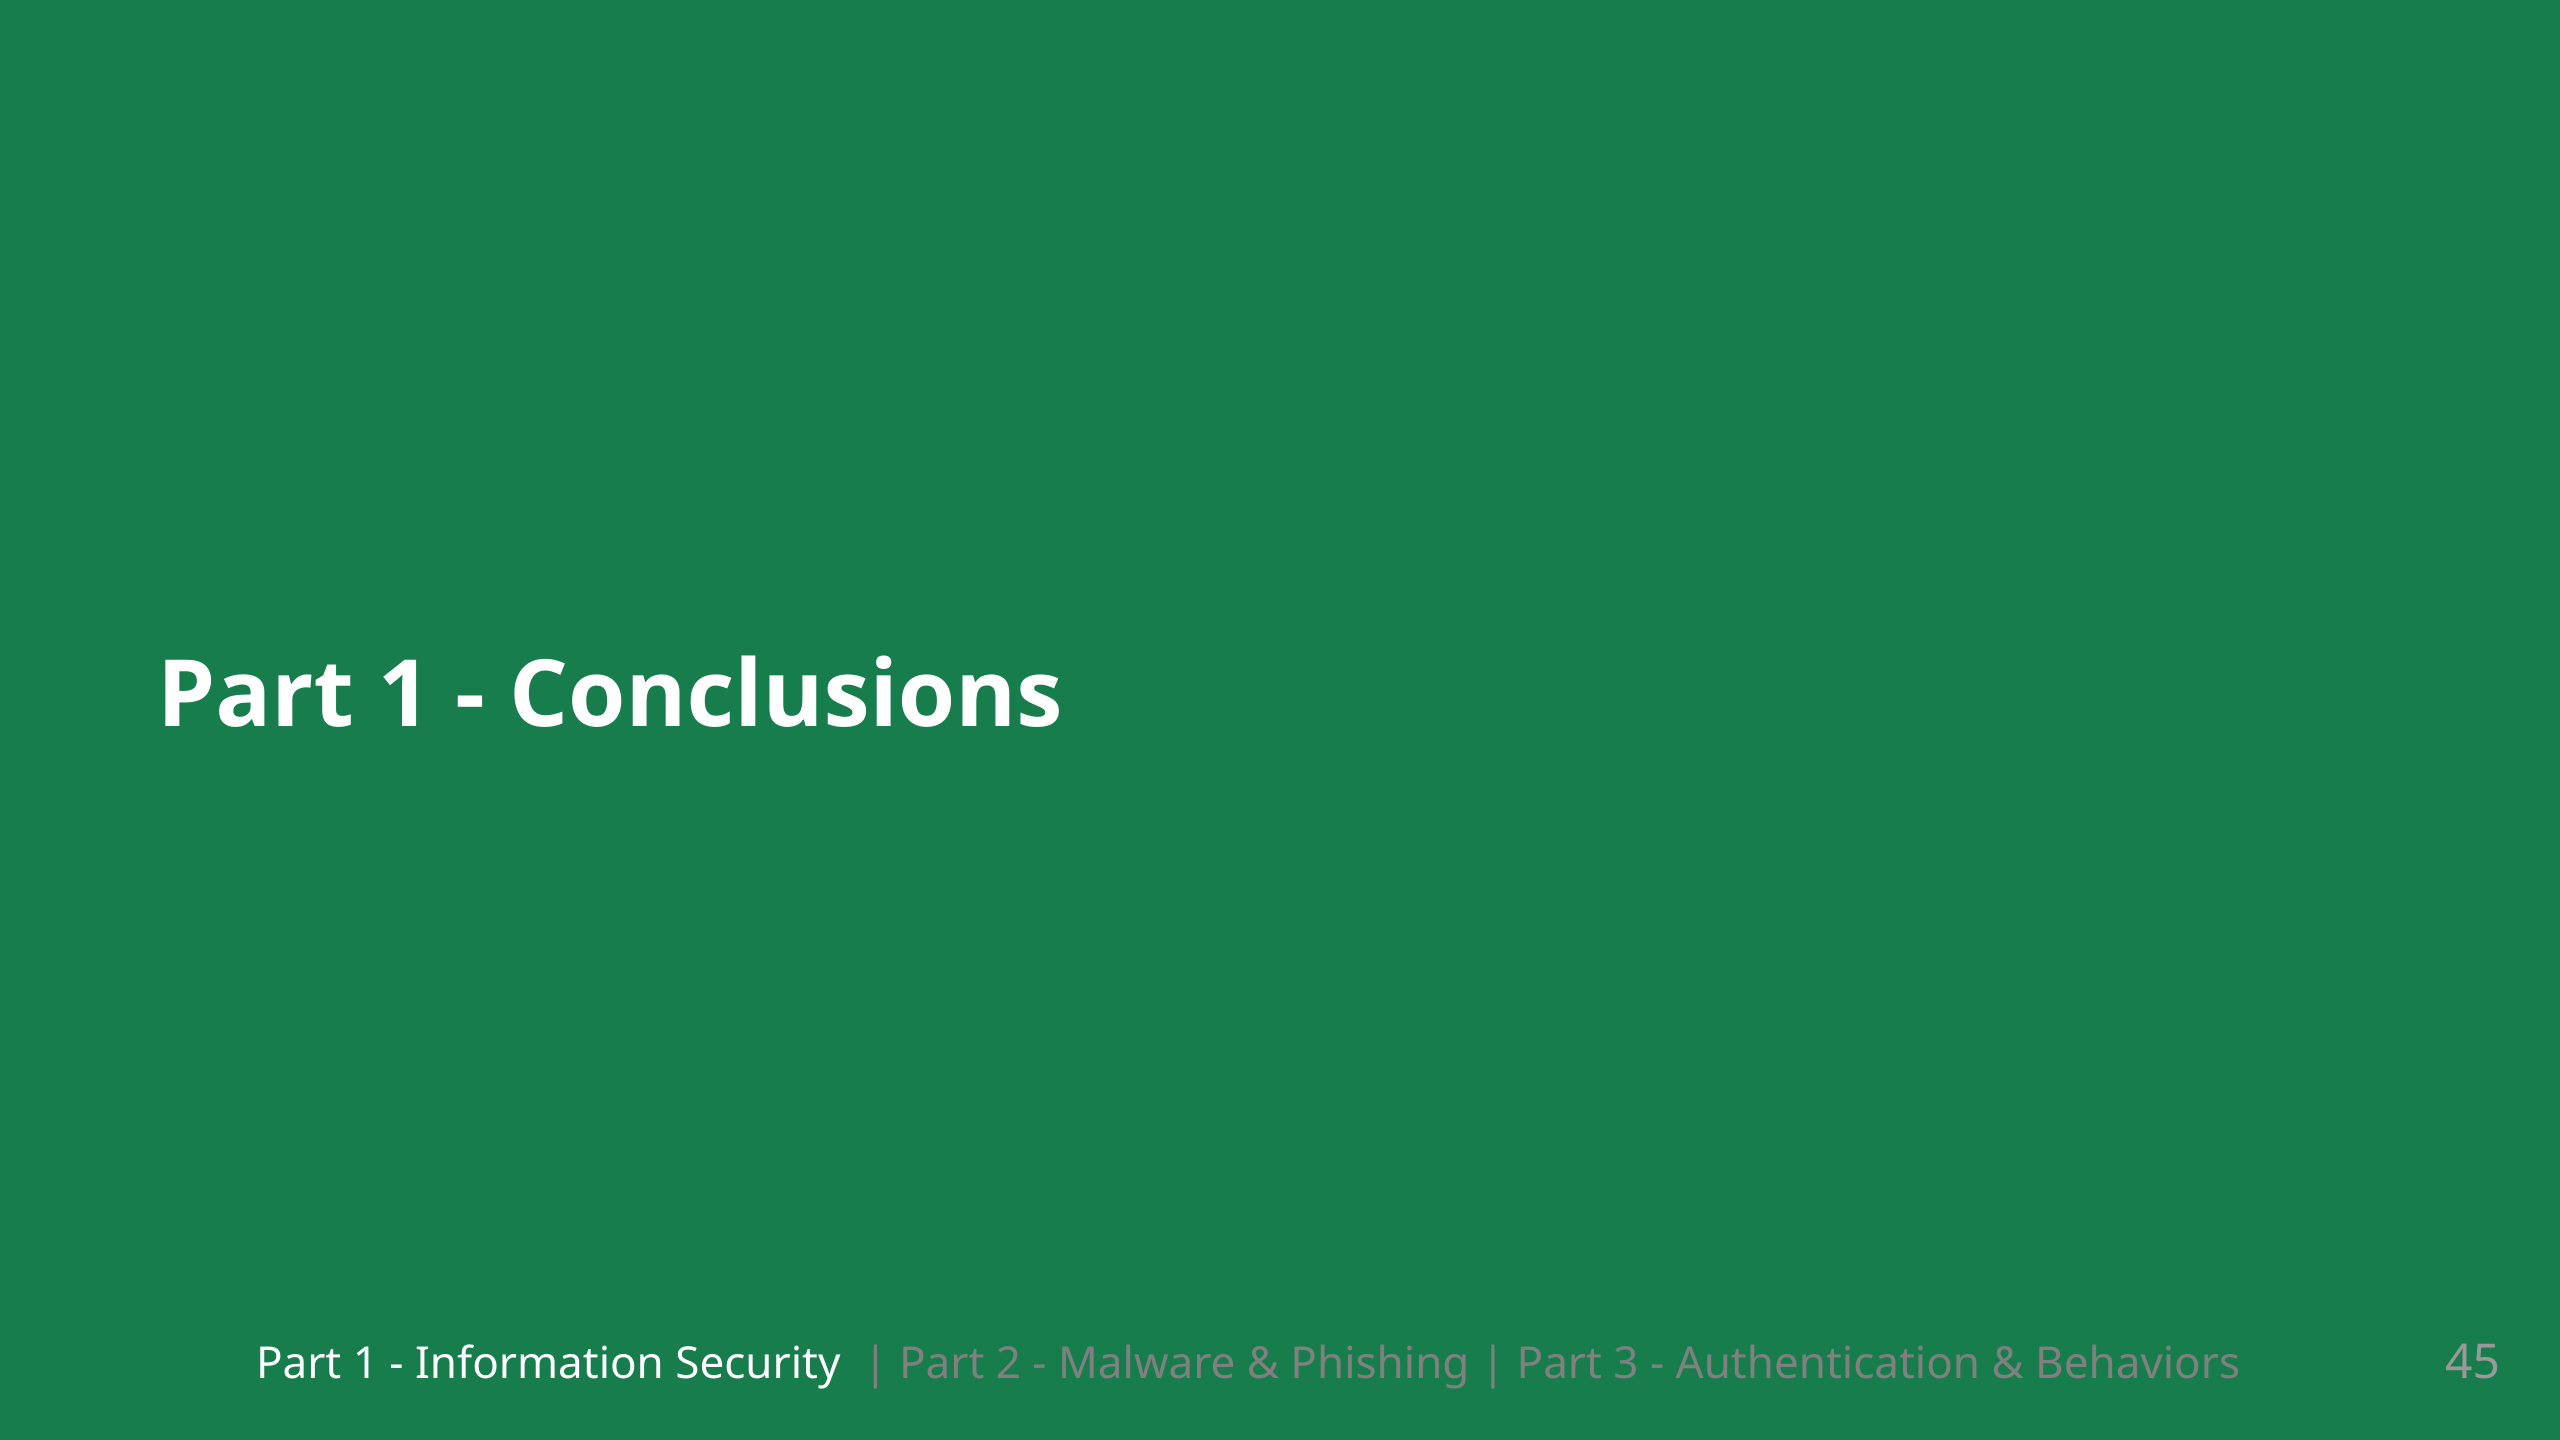 Part 1 - Conclusions
Part 1 - Information Security | Part 2 - Malware & Phishing | Part 3 - Authentication & Behaviors
45